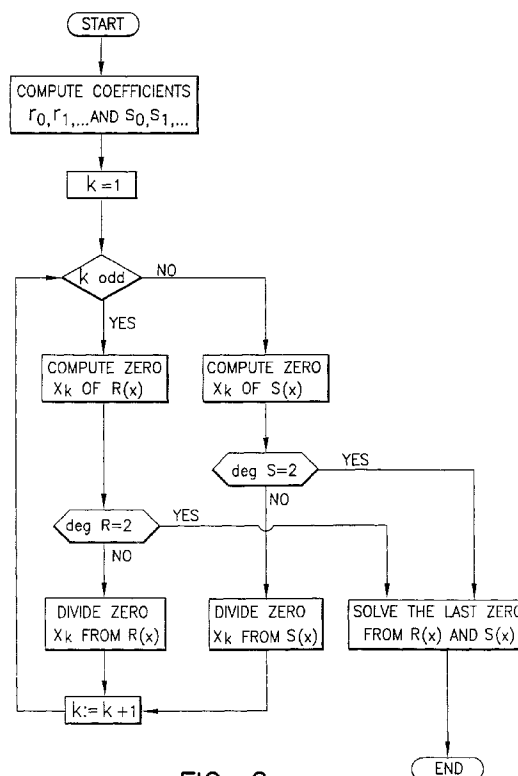 START
COMPUTE COEFFICIENTS
r0,r1,... AND S0,S1,...
k=1
k odd
NO
YES
COMPUTE ZERO
Xk OF R(x)
COMPUTE ZERO
Xk OF S(x)
deg S=2
YES
NO
deg R=2
YES
NO
DIVIDE ZERO
Xk FROM R(x)
DIVIDE ZERO
Xk FROM S(x)
SOLVE THE LAST ZERO
FROM R(x) AND S(x)
k:= k+1
END